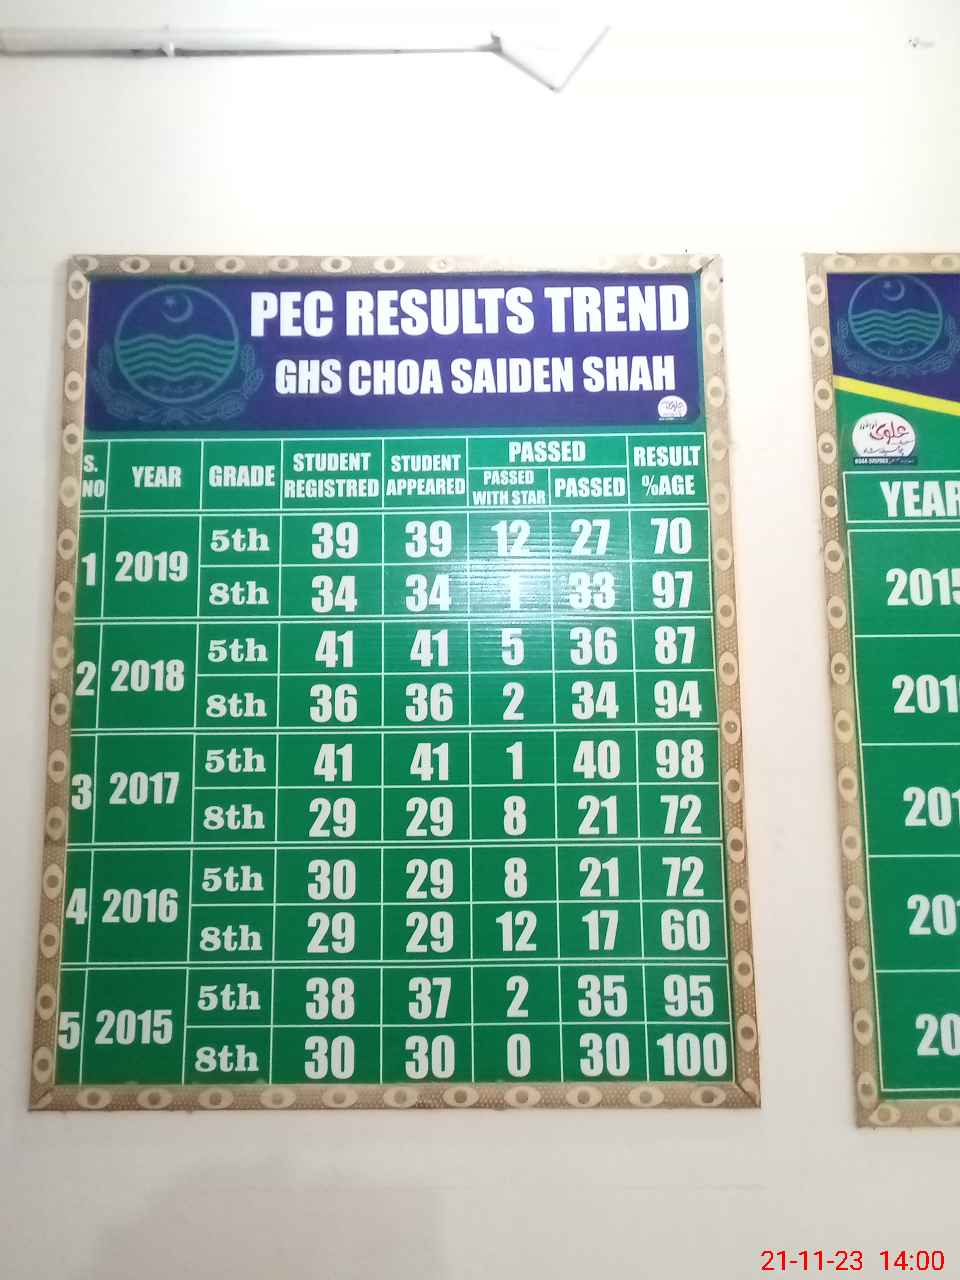 PEC RESULTS TREND
GHS CHOA SAIDEN SHAH
S. NO YEAR GRADE STUDENT REGISTRED STUDENT APPEARED PASSED RESULT %AGE
PASSED WITH STAR PASSED
1 2019 5th 39 39 12 27 70
8th 34 34 1 33 97
2 2018 5th 41 41 5 36 87
8th 36 36 2 34 94
3 2017 5th 41 41 1 40 98
8th 29 29 8 21 72
4 2016 5th 30 29 8 21 72
8th 29 29 12 17 60
5 2015 5th 38 37 2 35 95
8th 30 30 0 30 100
علوی
YEAR
2015
201
201
201
20
21-11-23 14:00